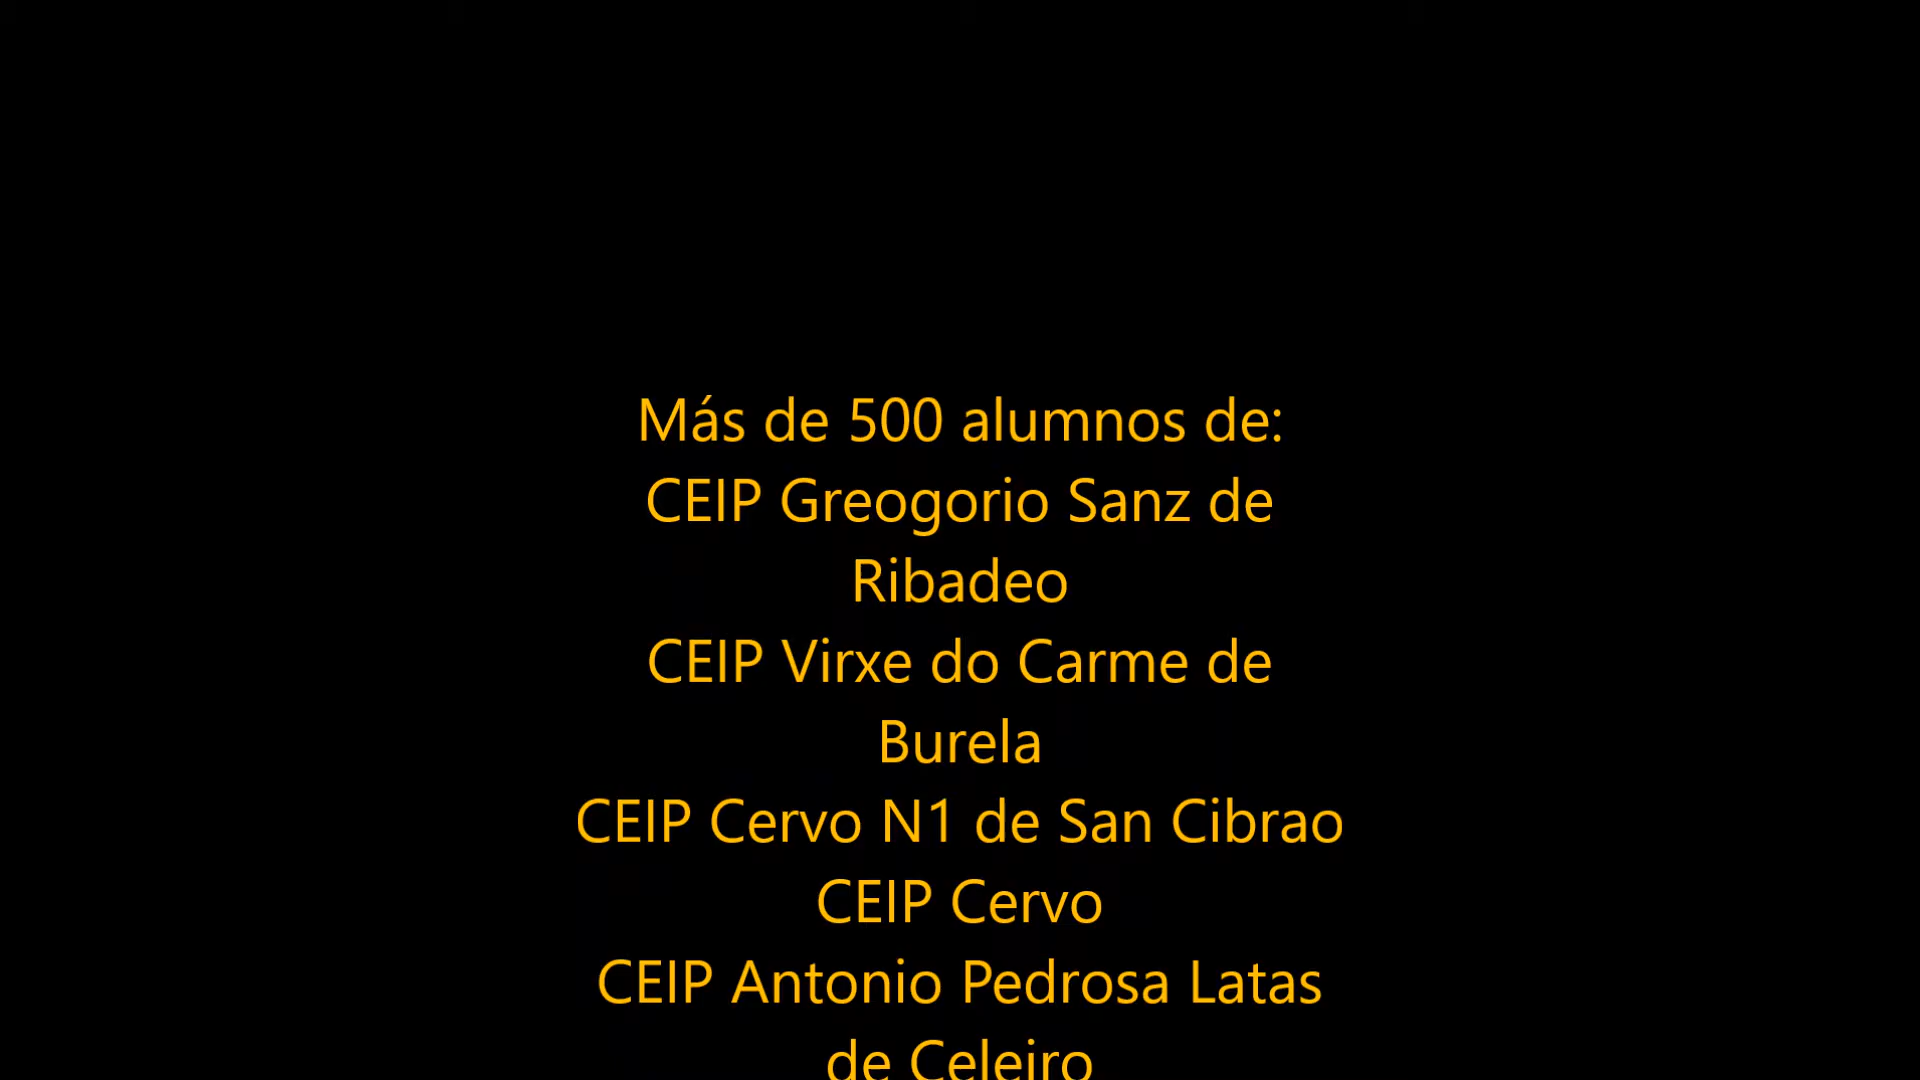 Más de 500 alumnos de:
CEIP Greogorio Sanz de
Ribadeo
CEIP Virxe do Carme de
Burela
CEIP Cervo N1 de San Cibrao
CEIP Cervo
CEIP Antonio Pedrosa Latas
de Celeiro